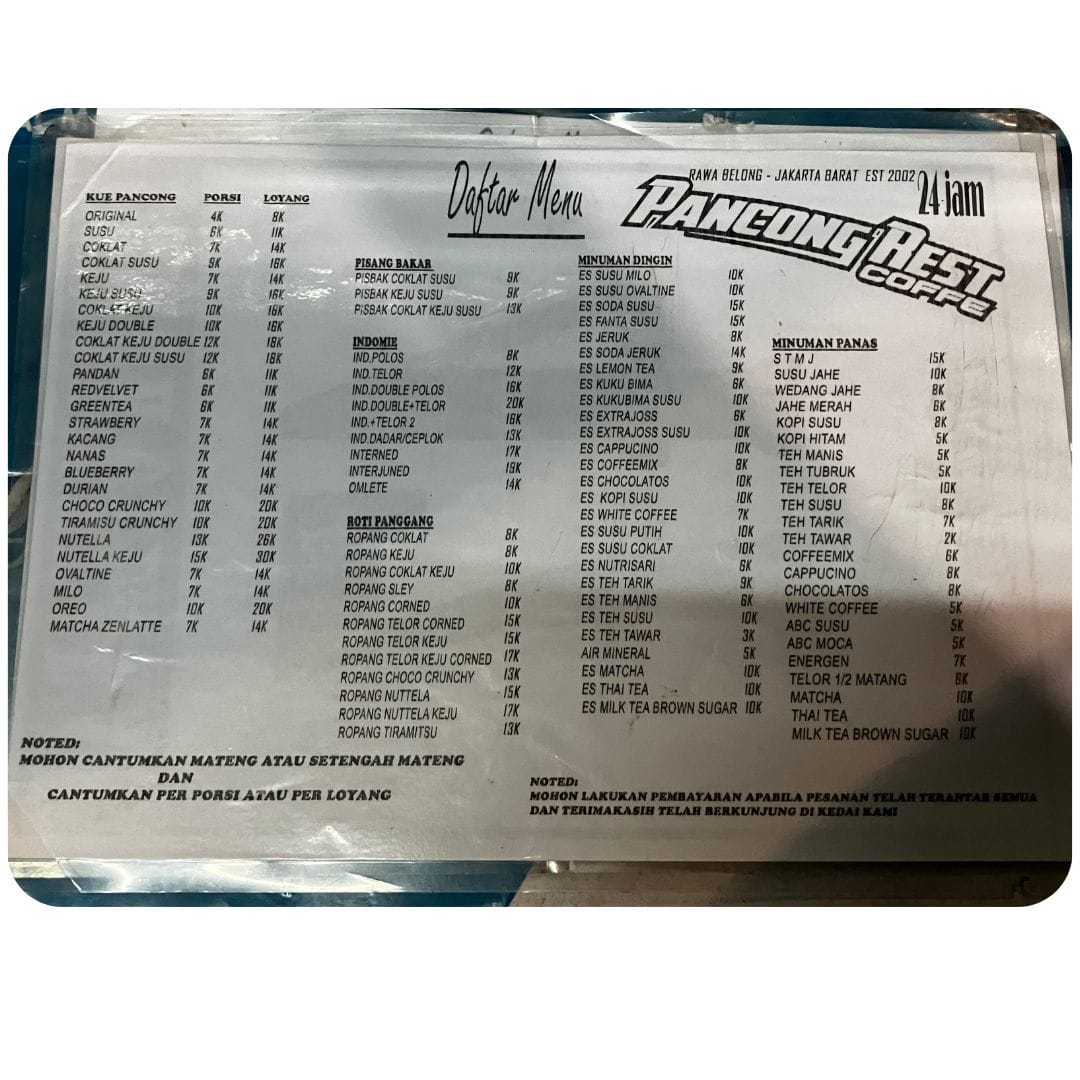 Daftar Menu
RAWA BELONG - JAKARTA BARAT EST 2002
24 jam
PANCONG REST
COFFE
KUE PANCONG PORSI LOYANG
ORIGINAL 4K 8K
SUSU 6K 11K
COKLAT 7K 14K
COKLAT SUSU 9K 16K
KEJU 7K 14K
KEJU SUSU 9K 16K
COKLAT KEJU 10K 16K
KEJU DOUBLE 10K 16K
COKLAT KEJU DOUBLE 12K 18K
COKLAT KEJU SUSU 12K 18K
PANDAN 6K 11K
REDVELVET 6K 11K
GREENTEA 6K 11K
STRAWBERY 7K 14K
KACANG 7K 14K
NANAS 7K 14K
BLUEBERRY 7K 14K
DURIAN 7K 14K
CHOCO CRUNCHY 10K 20K
TIRAMISU CRUNCHY 10K 20K
NUTELLA 13K 26K
NUTELLA KEJU 15K 30K
OVALTINE 7K 14K
MILO 7K 14K
OREO 10K 20K
MATCHA ZENLATTE 7K 14K
NOTED:
MOHON CANTUMKAN MATENG ATAU SETENGAH MATENG
DAN
CANTUMKAN PER PORSI ATAU PER LOYANG
PISANG BAKAR
PISBAK COKLAT SUSU 9K
PISBAK KEJU SUSU 9K
PISBAK COKLAT KEJU SUSU 13K
INDOMIE
IND.POLOS 8K
IND.TELOR 12K
IND.DOUBLE POLOS 16K
IND.DOUBLE+TELOR 20K
IND.+TELOR 2 16K
IND.DADAR/CEPLOK 13K
INTERNED 17K
INTERJUNED 19K
OMLETE 14K
ROTI PANGGANG
ROPANG COKLAT 8K
ROPANG KEJU 8K
ROPANG COKLAT KEJU 10K
ROPANG SLEY 8K
ROPANG CORNED 10K
ROPANG TELOR CORNED 15K
ROPANG TELOR KEJU 15K
ROPANG TELOR KEJU CORNED 17K
ROPANG CHOCO CRUNCHY 13K
ROPANG NUTTELA 15K
ROPANG NUTTELA KEJU 17K
ROPANG TIRAMITSU 13K
MINUMAN DINGIN
ES SUSU MILO 10K
ES SUSU OVALTINE 10K
ES SODA SUSU 15K
ES FANTA SUSU 15K
ES JERUK 8K
ES SODA JERUK 14K
ES LEMON TEA 9K
ES KUKU BIMA 6K
ES KUKUBIMA SUSU 10K
ES EXTRAJOSS 6K
ES EXTRAJOSS SUSU 10K
ES CAPPUCINO 10K
ES COFFEEMIX 8K
ES CHOCOLATOS 10K
ES KOPI SUSU 10K
ES WHITE COFFEE 7K
ES SUSU PUTIH 10K
ES SUSU COKLAT 10K
ES NUTRISARI 6K
ES TEH TARIK 9K
ES TEH MANIS 6K
ES TEH SUSU 10K
ES TEH TAWAR 3K
AIR MINERAL 5K
ES MATCHA 10K
ES THAI TEA 10K
ES MILK TEA BROWN SUGAR 10K
MINUMAN PANAS
S T M J 15K
SUSU JAHE 10K
WEDANG JAHE 8K
JAHE MERAH 6K
KOPI SUSU 8K
KOPI HITAM 5K
TEH MANIS 5K
TEH TUBRUK 5K
TEH TELOR 10K
TEH SUSU 8K
TEH TARIK 7K
TEH TAWAR 2K
COFFEEMIX 6K
CAPPUCINO 8K
CHOCOLATOS 8K
WHITE COFFEE 5K
ABC SUSU 5K
ABC MOCA 5K
ENERGEN 7K
TELOR 1/2 MATANG 6K
MATCHA 10K
THAI TEA 10K
MILK TEA BROWN SUGAR 10K
NOTED:
MOHON LAKUKAN PEMBAYARAN APABILA PESANAN TELAH TERANTAR SEMUA
DAN TERIMAKASIH TELAH BERKUNJUNG DI KEDAI KAMI